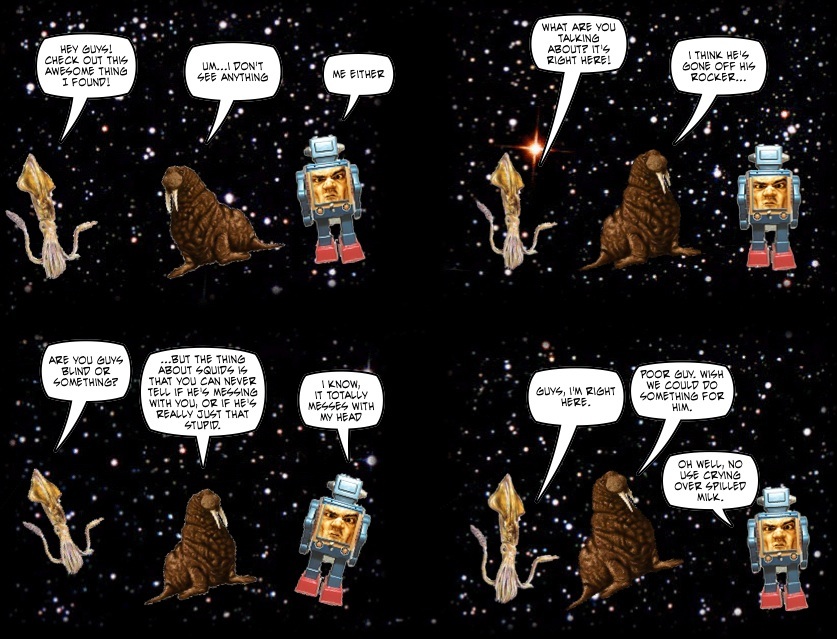 HEY GUYS!
CHECK OUT THIS
AWESOME THING
I FOUND!
UM...I DON'T
SEE ANYTHING
ME EITHER
WHAT ARE YOU
TALKING
ABOUT? IT'S
RIGHT HERE!
I THINK HE'S
GONE OFF HIS
ROCKER...
ARE YOU GUYS
BLIND OR
SOMETHING?
...BUT THE THING
ABOUT SQUIDS IS
THAT YOU CAN NEVER
TELL IF HE'S MESSING
WITH YOU, OR IF HE'S
REALLY JUST THAT
STUPID.
I KNOW,
IT TOTALLY
MESSES WITH
MY HEAD
GUYS, I'M RIGHT
HERE.
POOR GUY. WISH
WE COULD DO
SOMETHING FOR
HIM.
OH WELL, NO
USE CRYING
OVER SPILLED
MILK.